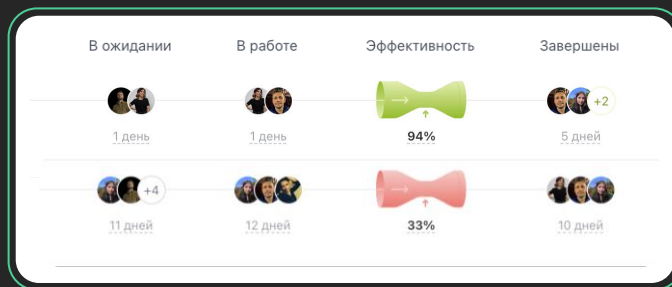 В ожидании В работе Эффективность Завершены
+2
1 день 1 день 94% 5 дней
+4
11 дней 12 дней 33% 10 дней